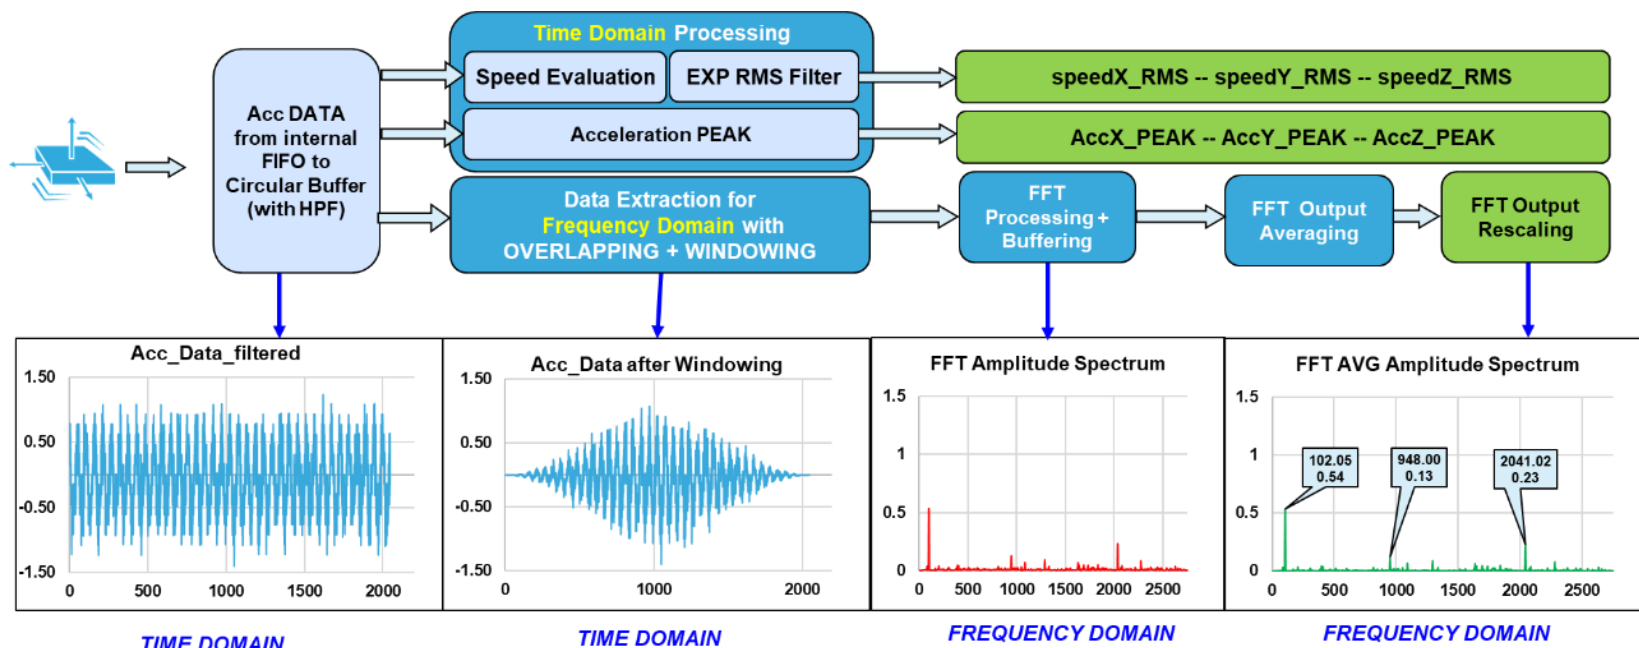 Time Domain Processing
Speed Evaluation
EXP RMS Filter
speedX_RMS -- speedY_RMS -- speedZ_RMS
Acc DATA
from internal
FIFO to
Circular Buffer
(with HPF)
Acceleration PEAK
AccX_PEAK -- AccY_PEAK -- AccZ_PEAK
Data Extraction for
Frequency Domain with
OVERLAPPING + WINDOWING
FFT
Processing +
Buffering
FFT Output
Averaging
FFT Output
Rescaling
Acc_Data_filtered
1.50
0.50
-0.50
-1.50
0 500 1000 1500 2000
Acc_Data after Windowing
1.50
0.50
-0.50
-1.50
0 1000 2000
FFT Amplitude Spectrum
1.5
1
0.5
0
0 500 1000 1500 2000 2500
FFT AVG Amplitude Spectrum
1.5
1
0.5
0
102.05
0.54
948.00
0.13
2041.02
0.23
0 500 1000 1500 2000 2500
TIME DOMAIN
TIME DOMAIN
FREQUENCY DOMAIN
FREQUENCY DOMAIN